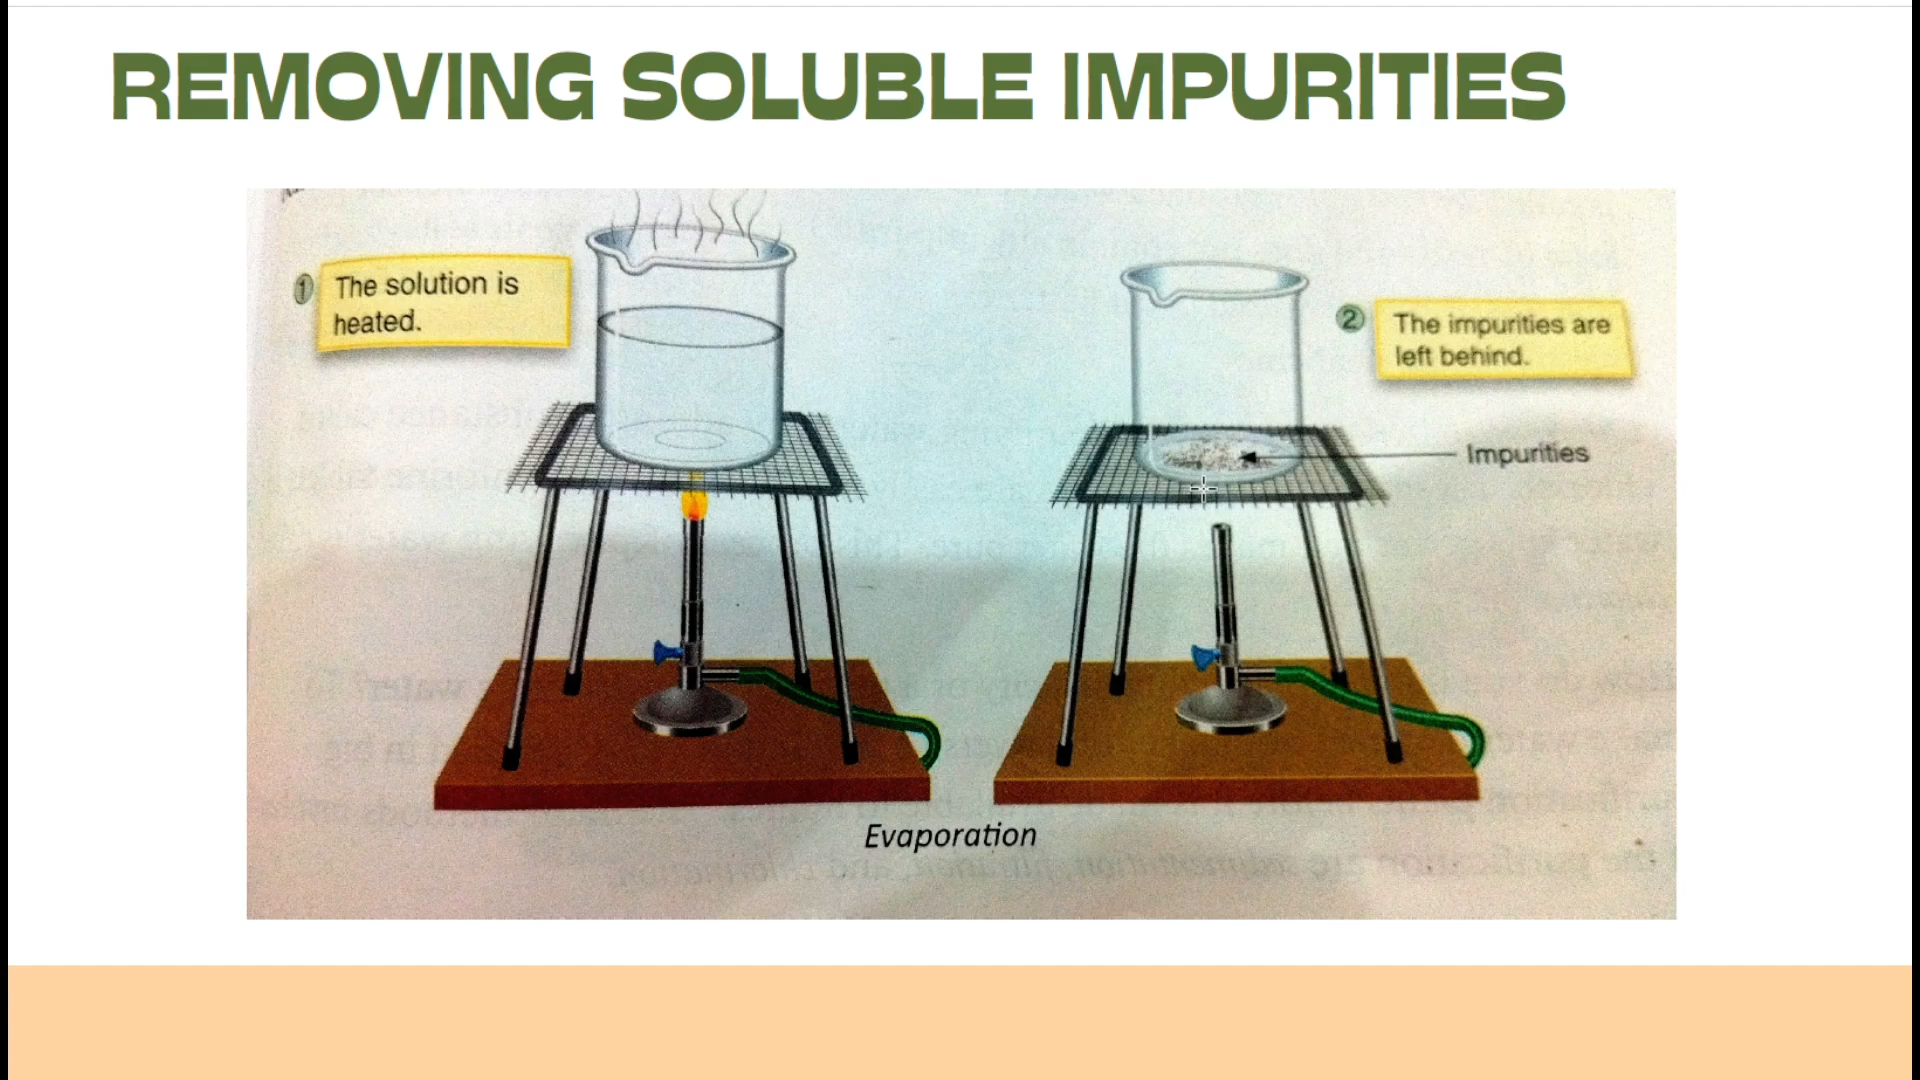 REMOVING SOLUBLE IMPURITIES
1
The solution is
heated.
2
The impurities are
left behind.
Impurities
Evaporation